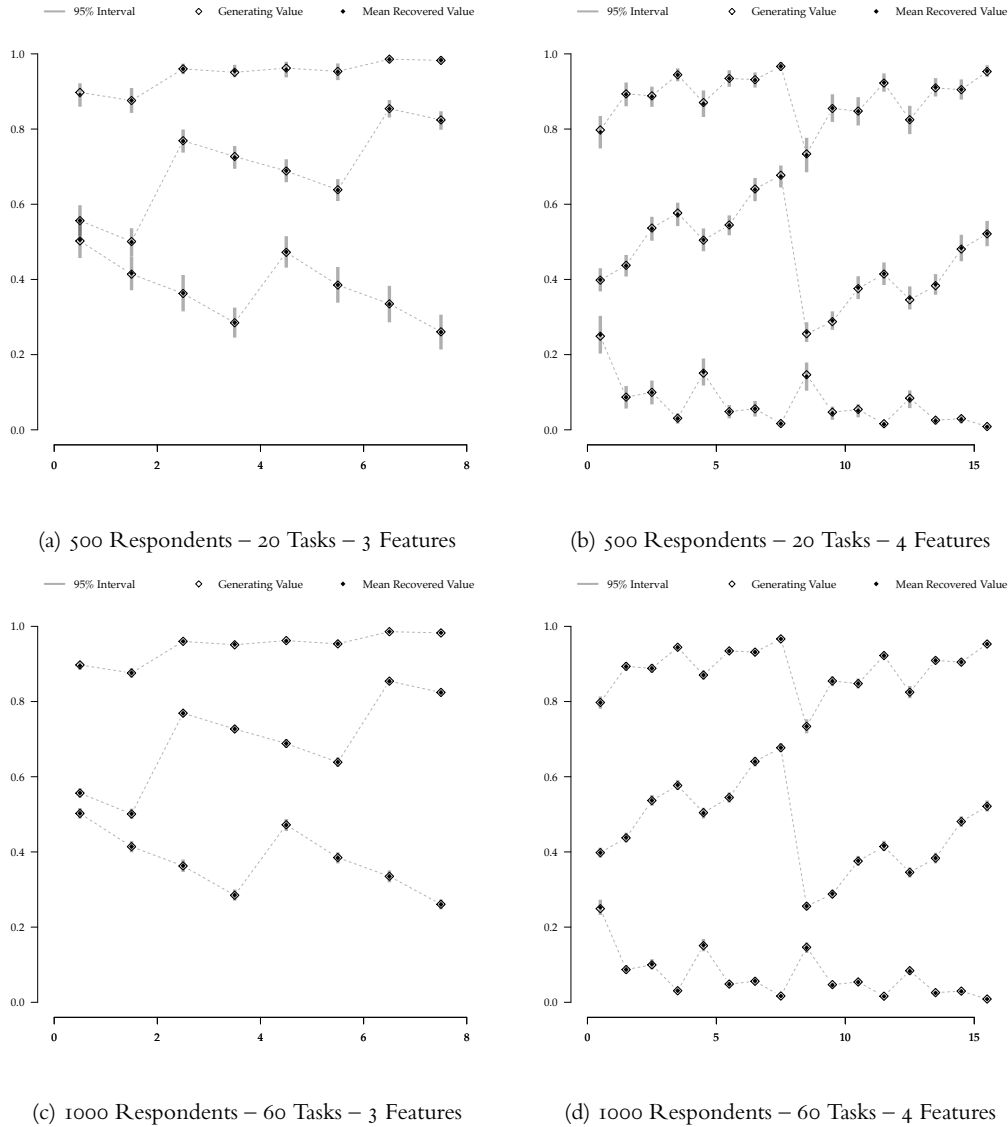 95% Interval Generating Value Mean Recovered Value
1.0
0.8
0.6
0.4
0.2
0.0
0 2 4 6 8
(a) 500 Respondents – 20 Tasks – 3 Features
95% Interval Generating Value Mean Recovered Value
1.0
0.8
0.6
0.4
0.2
0.0
0 5 10 15
(b) 500 Respondents – 20 Tasks – 4 Features
95% Interval Generating Value Mean Recovered Value
1.0
0.8
0.6
0.4
0.2
0.0
0 2 4 6 8
(c) 1000 Respondents – 60 Tasks – 3 Features
95% Interval Generating Value Mean Recovered Value
1.0
0.8
0.6
0.4
0.2
0.0
0 5 10 15
(d) 1000 Respondents – 60 Tasks – 4 Features